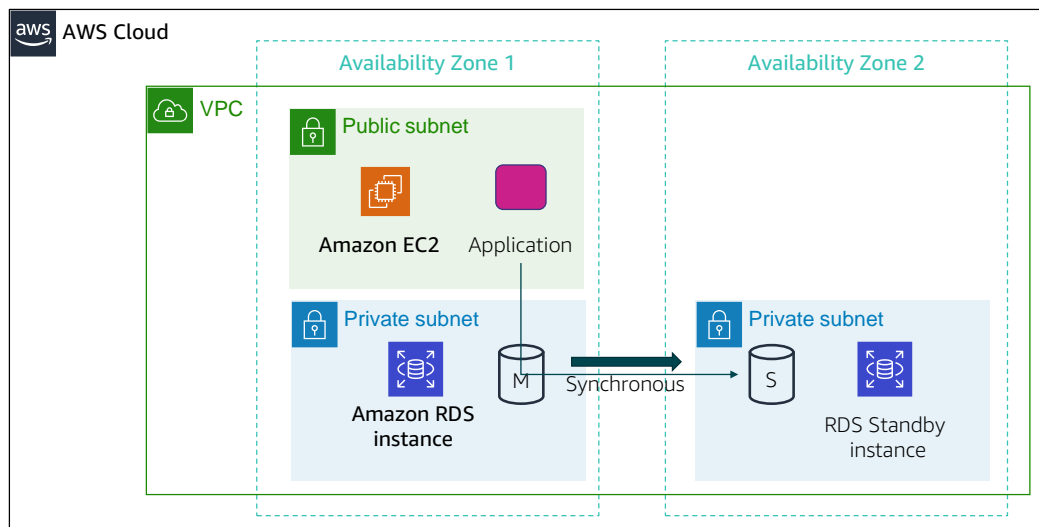 aws
AWS Cloud
Availability Zone 1
Availability Zone 2
VPC
Public subnet
Amazon EC2
Application
Private subnet
Private subnet
M
Synchronous
S
Amazon RDS
instance
RDS Standby
instance